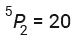 ⁵P₂ = 20